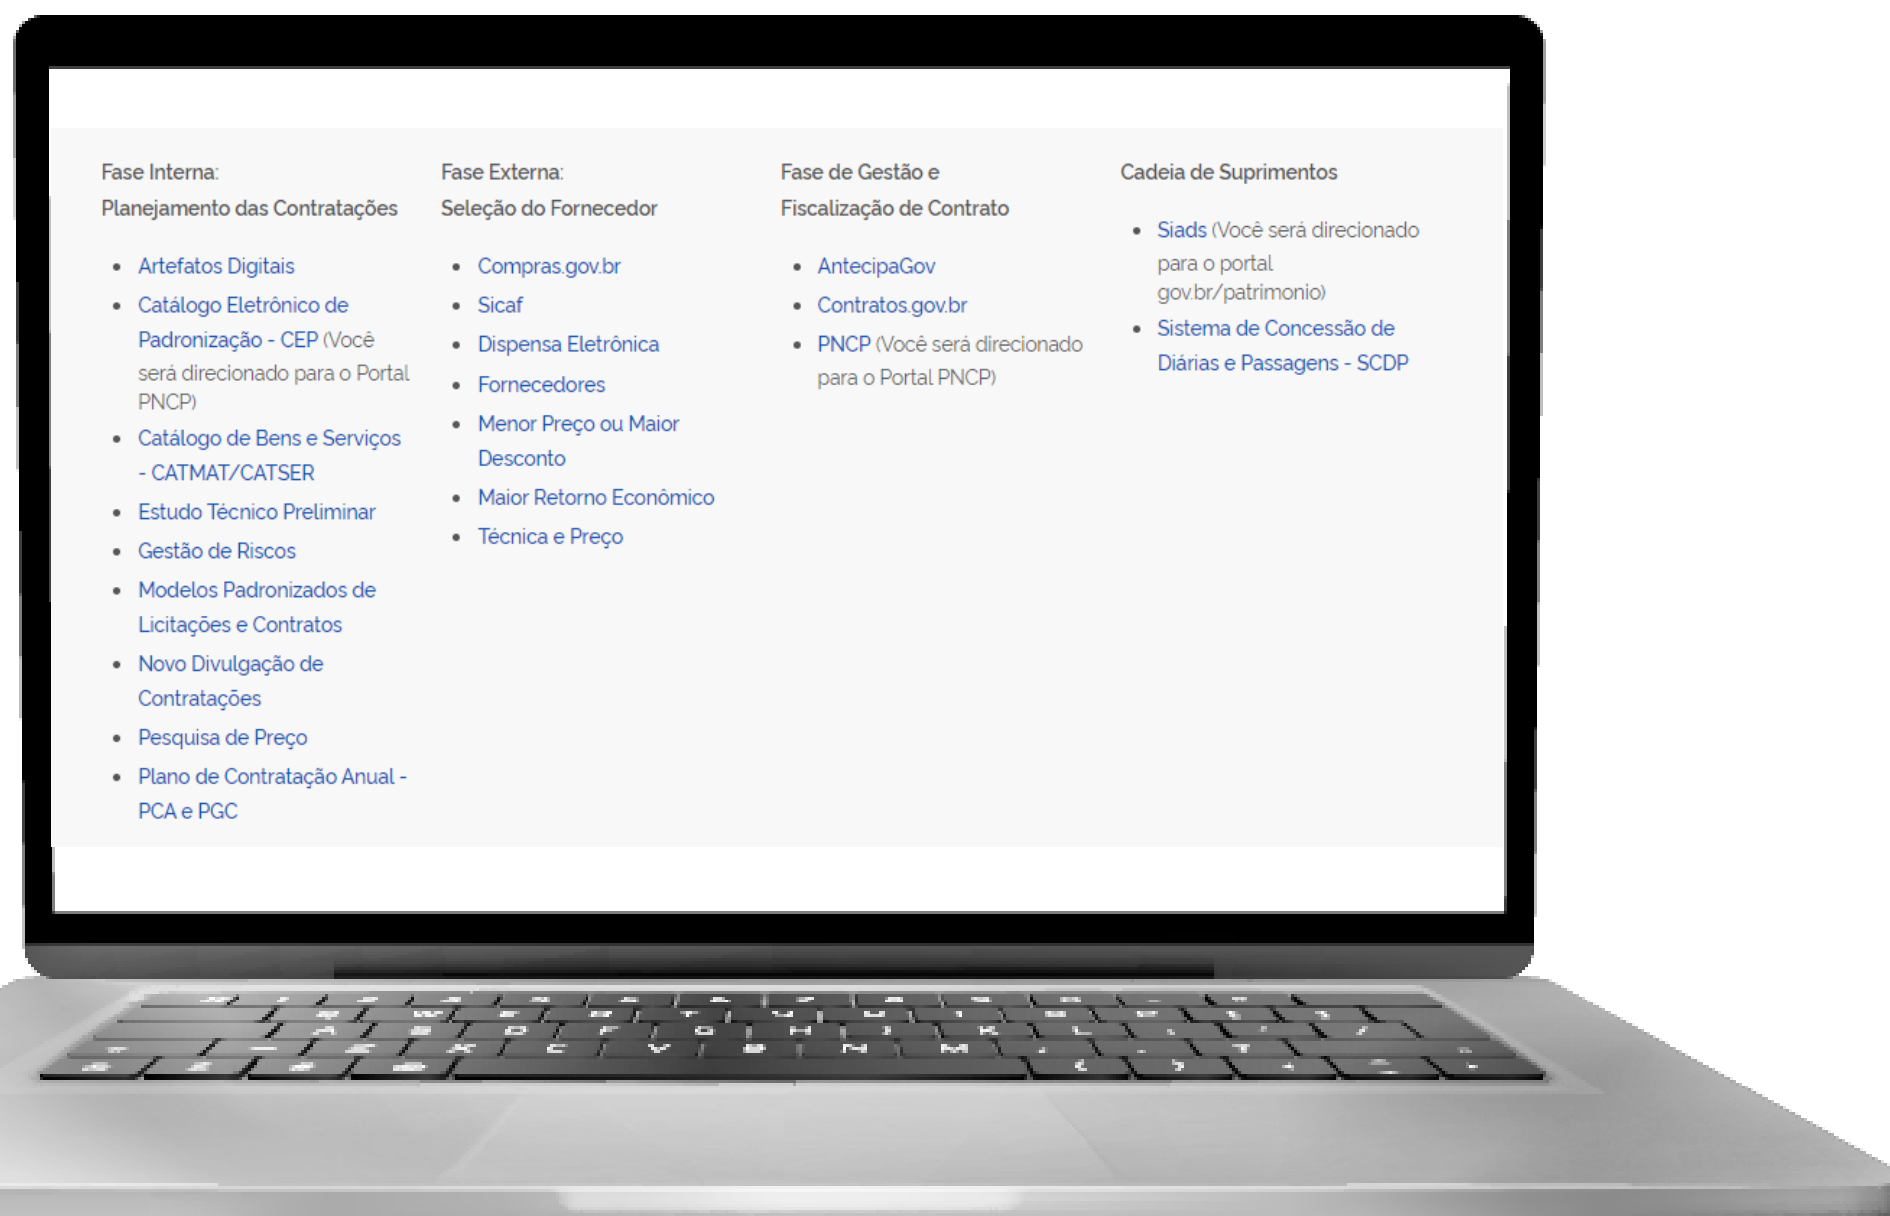 Fase Interna:
Planejamento das Contratações
Artefatos Digitais
Catálogo Eletrônico de
Padronização - CEP (Você
será direcionado para o Portal
PNCP)
Catálogo de Bens e Serviços
- CATMAT/CATSER
Estudo Técnico Preliminar
Gestão de Riscos
Modelos Padronizados de
Licitações e Contratos
Novo Divulgação de
Contratações
Pesquisa de Preço
Plano de Contratação Anual -
PCA e PGC
Fase Externa:
Seleção do Fornecedor
Compras.gov.br
Sicaf
Dispensa Eletrônica
Fornecedores
Menor Preço ou Maior
Desconto
Maior Retorno Econômico
Técnica e Preço
Fase de Gestão e
Fiscalização de Contrato
AntecipaGov
Contratos.gov.br
PNCP (Você será direcionado
para o Portal PNCP)
Cadeia de Suprimentos
Siads (Você será direcionado
para o portal
gov.br/patrimonio)
Sistema de Concessão de
Diárias e Passagens - SCDP